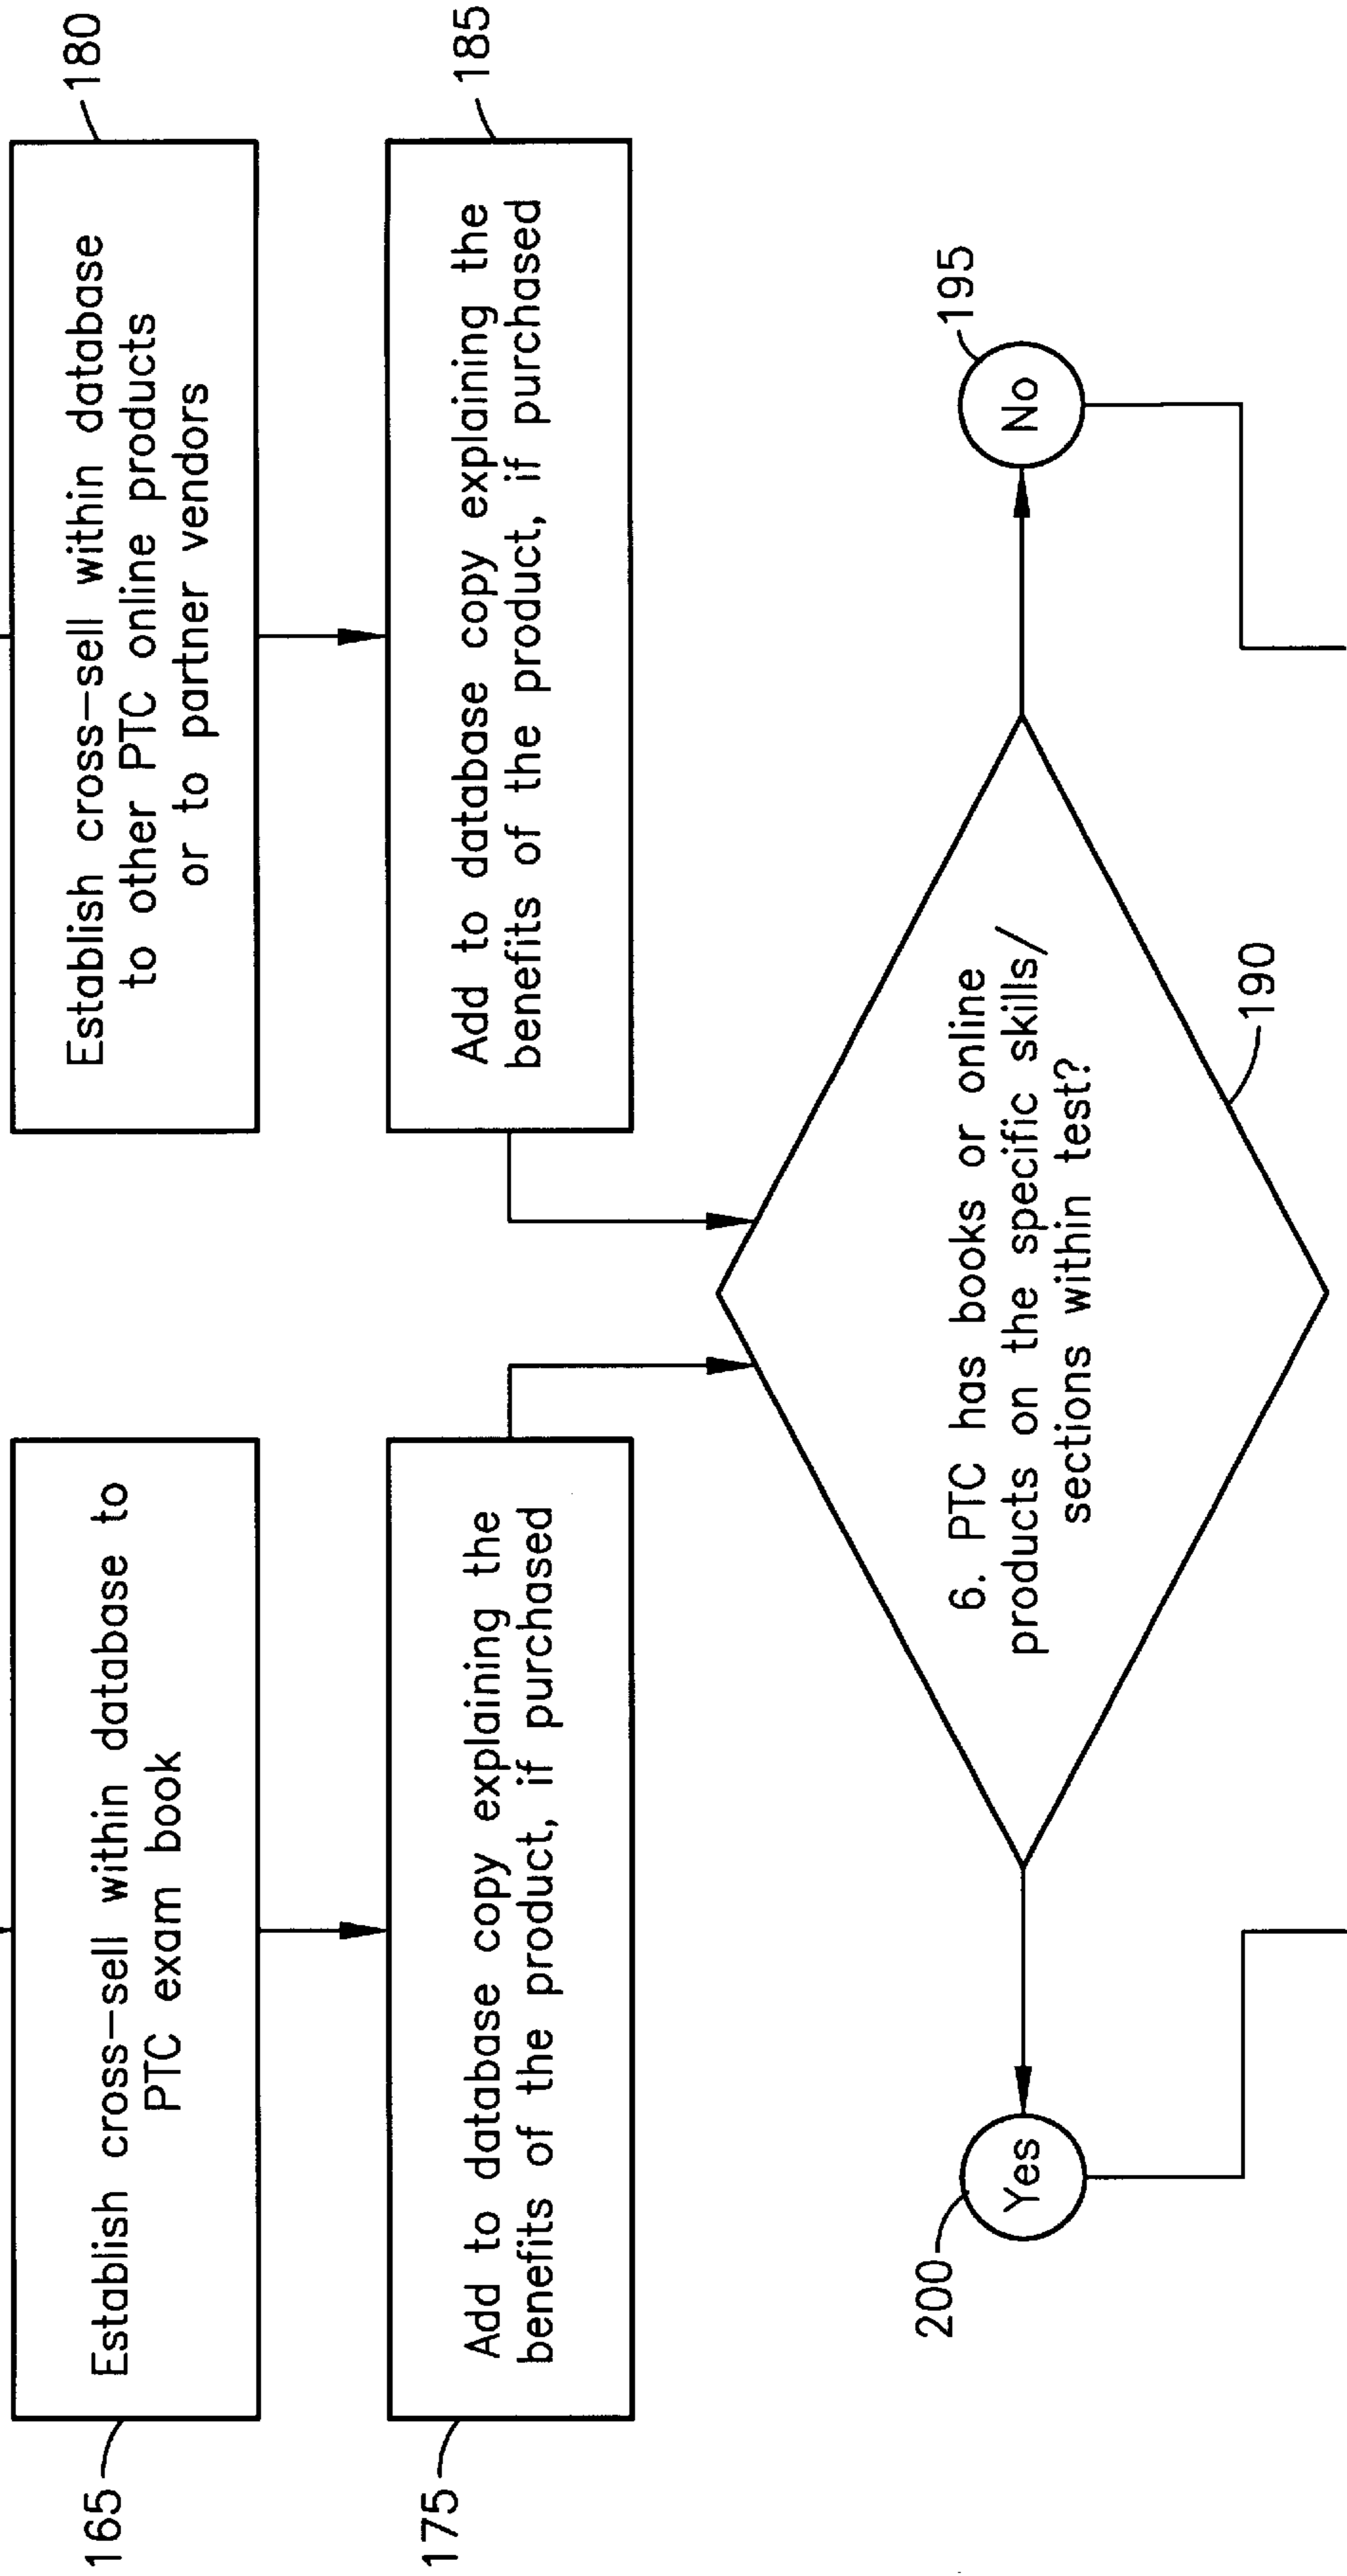 165
Establish cross-sell within database to
PTC exam book
180
Establish cross-sell within database
to other PTC online products
or to partner vendors
175
Add to database copy explaining the
benefits of the product, if purchased
185
Add to database copy explaining the
benefits of the product, if purchased
6. PTC has books or online
products on the specific skills/
sections within test?
190
200
Yes
No
195